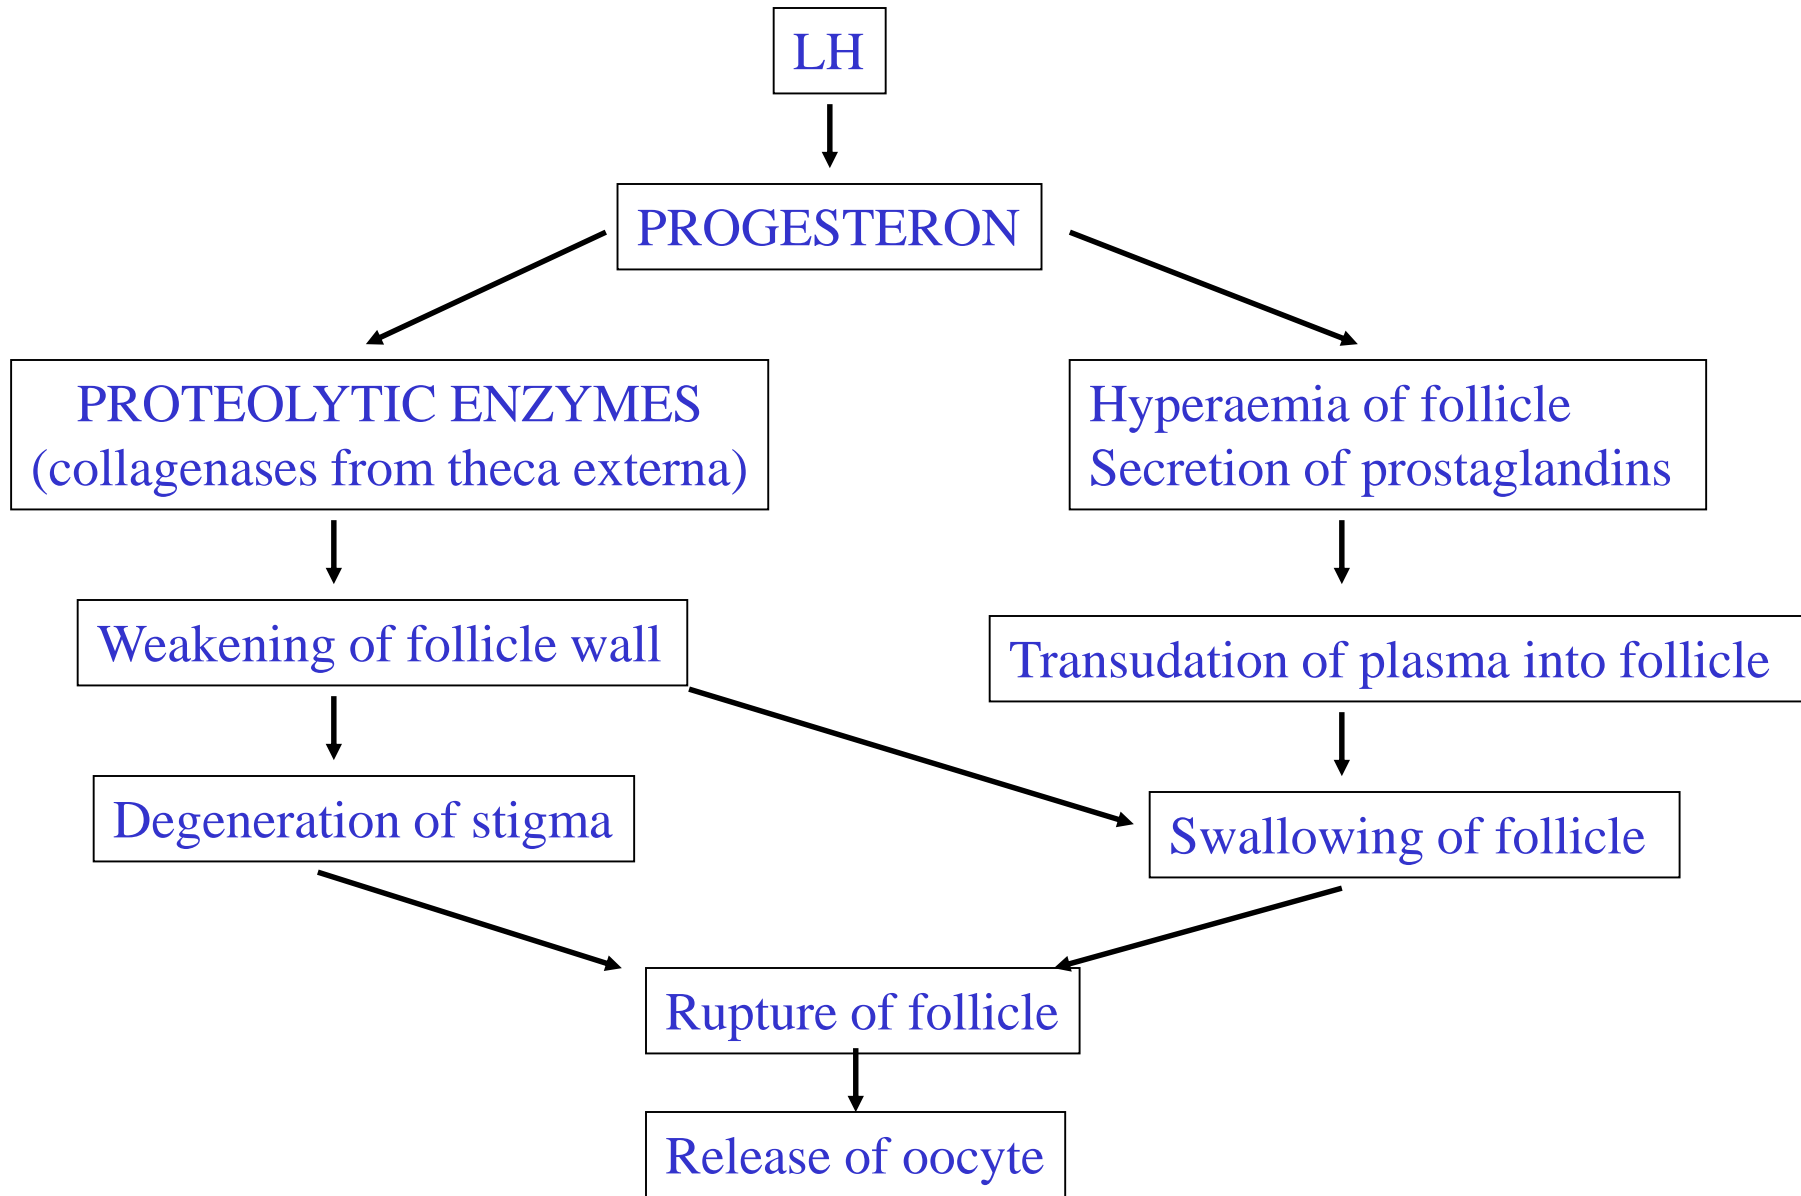 LH
PROGESTERON
PROTEOLYTIC ENZYMES
(collagenases from theca externa)
Hyperaemia of follicle
Secretion of prostaglandins
Weakening of follicle wall
Transudation of plasma into follicle
Degeneration of stigma
Swallowing of follicle
Rupture of follicle
Release of oocyte